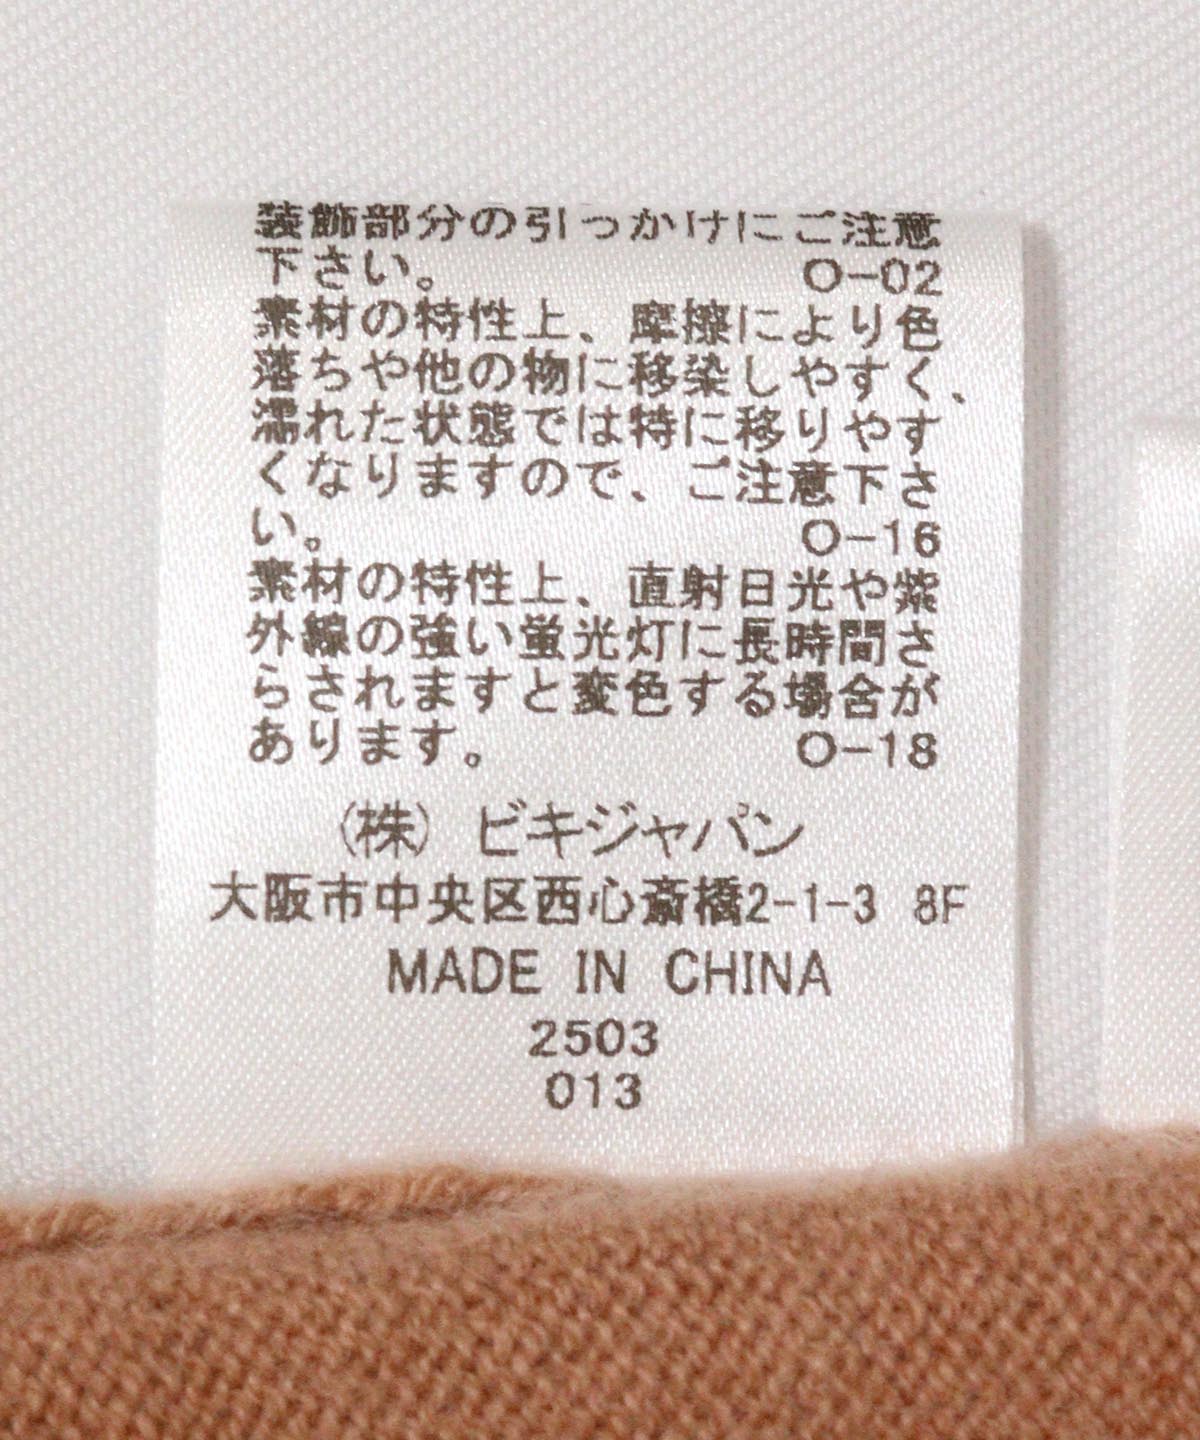 装飾部分の引っかけにご注意
下さい。 O-02
素材の特性上、摩擦により色
落ちや他の物に移染しやすく、
濡れた状態では特に移りやす
くなりますので、ご注意下さ
い。 O-16
素材の特性上、直射日光や紫
外線の強い蛍光灯に長時間さ
らされますと変色する場合が
あります。 O-18
(株) ビキジャパン
大阪市中央区西心斎橋2-1-3 8F
MADE IN CHINA
2503
013